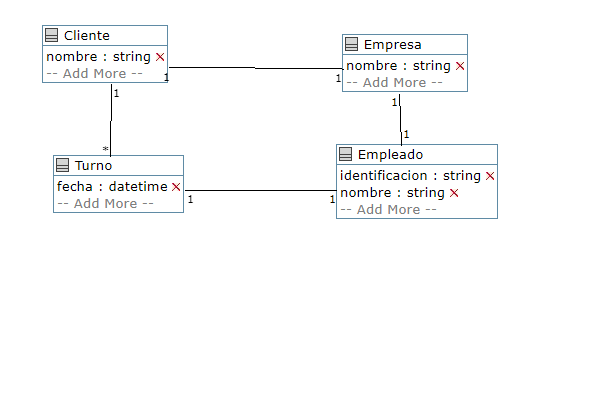 Cliente
nombre : string ×
-- Add More --
1
1
*
Empresa
nombre : string ×
-- Add More --
1
1
1
Turno
fecha : datetime ×
-- Add More --
1
Empleado
identificacion : string ×
nombre : string ×
-- Add More --
1